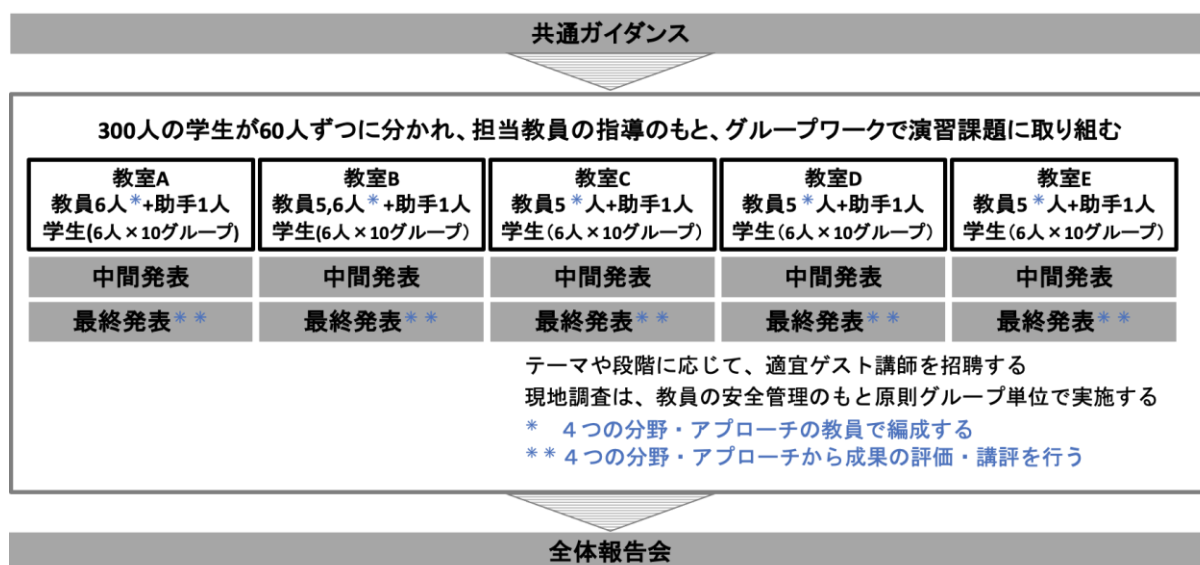 共通ガイダンス
300人の学生が60人ずつに分かれ、担当教員の指導のもと、グループワークで演習課題に取り組む
教室A
教員6人*+助手1人
学生(6人×10グループ)
教室B
教員5,6人*+助手1人
学生(6人×10グループ)
教室C
教員5*人+助手1人
学生(6人×10グループ)
教室D
教員5*人+助手1人
学生(6人×10グループ)
教室E
教員5*人+助手1人
学生(6人×10グループ)
中間発表 中間発表 中間発表 中間発表 中間発表
最終発表** 最終発表** 最終発表** 最終発表** 最終発表**
テーマや段階に応じて、適宜ゲスト講師を招聘する
現地調査は、教員の安全管理のもと原則グループ単位で実施する
* 4つの分野・アプローチの教員で編成する
**4つの分野・アプローチから成果の評価・講評を行う
全体報告会